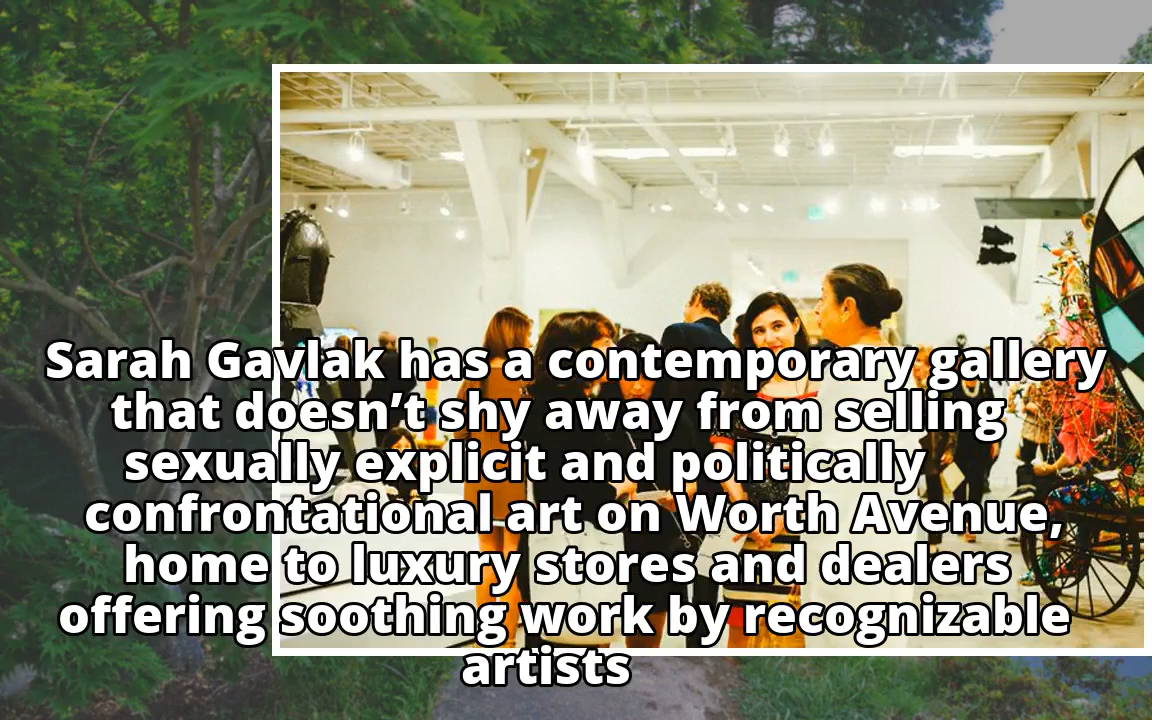 Sarah Gavlak has a contemporary gallery
that doesn’t shy away from selling
sexually explicit and politically
confrontational art on Worth Avenue,
home to luxury stores and dealers
offering soothing work by recognizable
artists